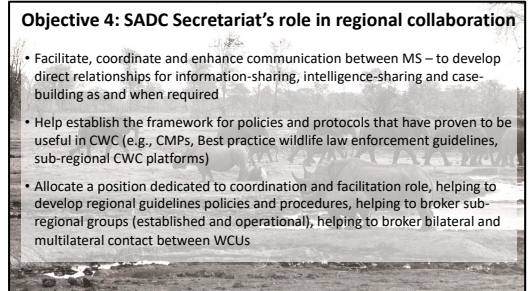 Objective 4: SADC Secretariat's role in regional collaboration
• Facilitate, coordinate and enhance communication between MS – to develop
direct relationships for information-sharing, intelligence-sharing and case-
building as and when required
• Help establish the framework for policies and protocols that have proven to be
useful in CWC (e.g., CMPs, Best practice wildlife law enforcement guidelines,
sub-regional CWC platforms)
• Allocate a position dedicated to coordination and facilitation role, helping to
develop regional guidelines policies and procedures, helping to broker sub-
regional groups (established and operational), helping to broker bilateral and
multilateral contact between WCUs